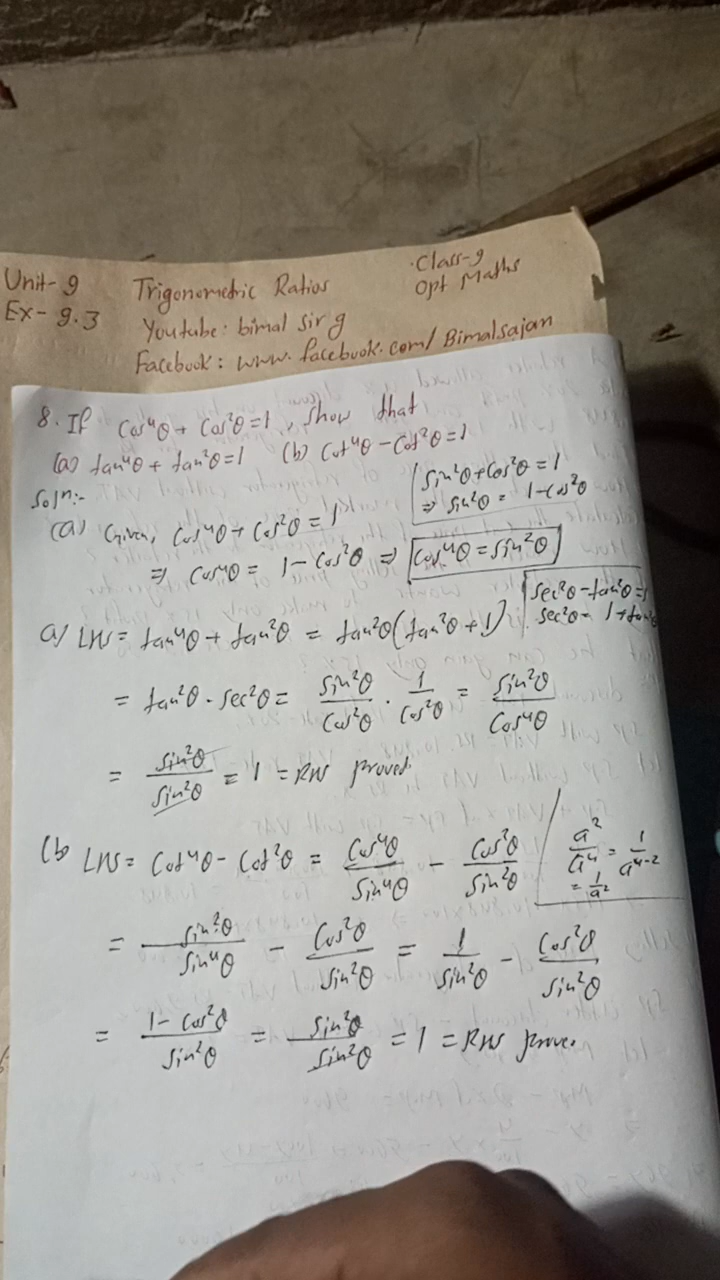 Unit-9 Trigonometric Ratios Class-9
Ex-9.3 Youtube: bimal sir g Opt Maths
Facebook: www.facebook.com/Bimalsajan
8. If Cos⁴θ + Cos²θ = 1, show that
(a) tan⁴θ + tan²θ = 1 (b) Cot⁴θ - Cot²θ = 1
Soln:-
sin²θ + Cos²θ = 1
⇒ sin²θ = 1 - Cos²θ
(a) Given, Cos⁴θ + Cos²θ = 1
⇒ Cos⁴θ = 1 - Cos²θ ⇒ Cos⁴θ = sin²θ
sec²θ - tan²θ = 1
sec²θ = 1 + tan²θ
a) LHS = tan⁴θ + tan²θ = tan²θ(tan²θ + 1)
= tan²θ . sec²θ = sin²θ/Cos²θ . 1/Cos²θ = sin²θ/Cos⁴θ
= sin²θ/sin²θ = 1 = RHS proved.
(b) LHS = Cot⁴θ - Cot²θ = Cos⁴θ/Sin⁴θ - Cos²θ/Sin²θ
a²/a⁴ = 1/a⁴⁻²
= 1/a²
= sin²θ/sin⁴θ - Cos²θ/sin²θ = 1/sin²θ - Cos²θ/sin²θ
= 1 - Cos²θ/sin²θ = sin²θ/sin²θ = 1 = RHS prove.